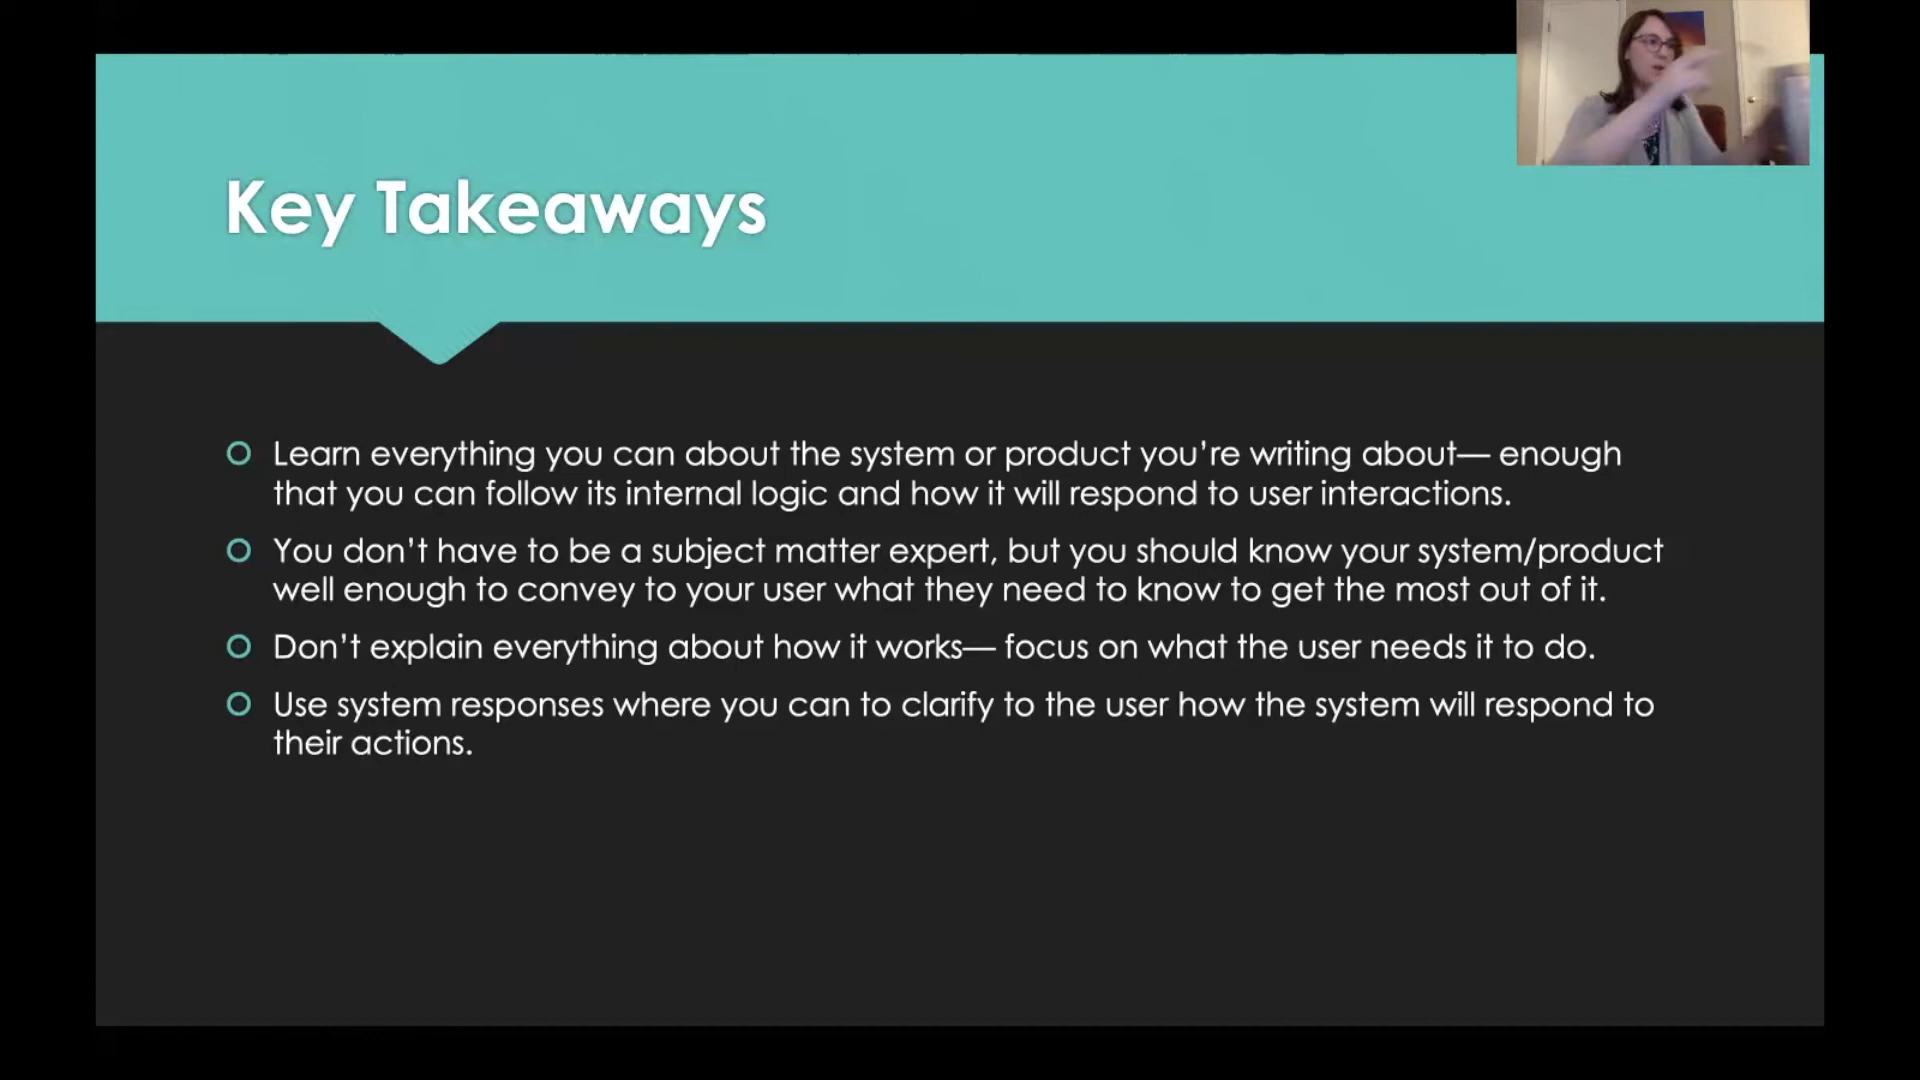 Key Takeaways
Learn everything you can about the system or product you’re writing about— enough
that you can follow its internal logic and how it will respond to user interactions.
You don’t have to be a subject matter expert, but you should know your system/product
well enough to convey to your user what they need to know to get the most out of it.
Don’t explain everything about how it works— focus on what the user needs it to do.
Use system responses where you can to clarify to the user how the system will respond to
their actions.